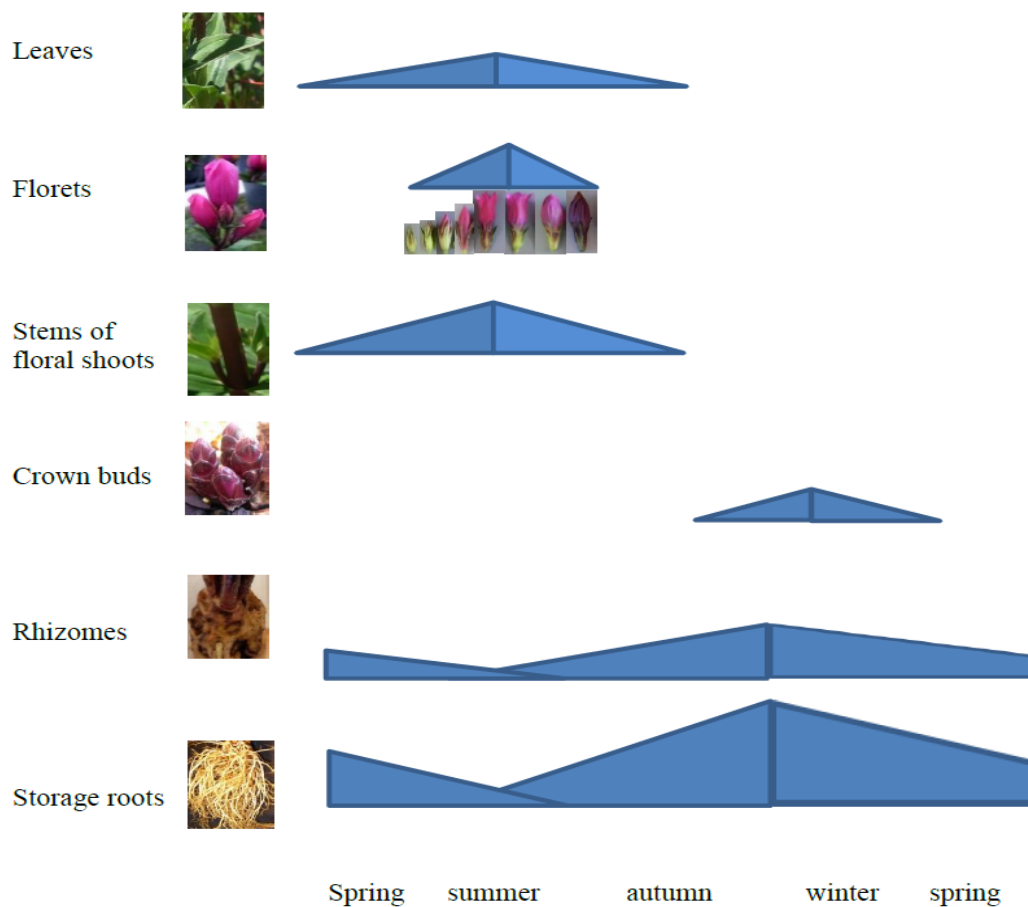 Leaves
Florets
Stems of
floral shoots
Crown buds
Rhizomes
Storage roots
Spring summer autumn winter spring